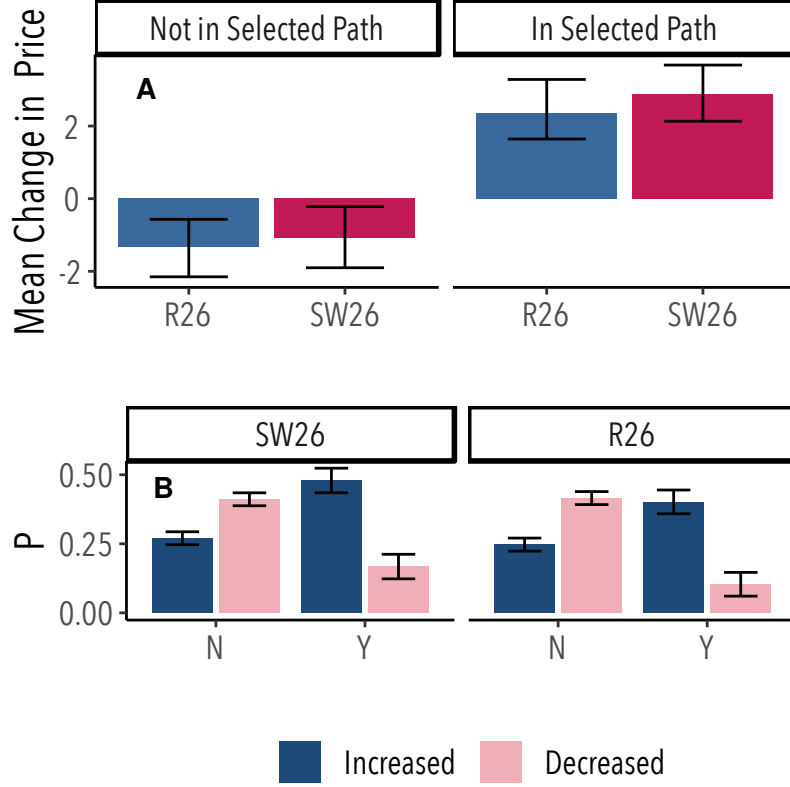 Not in Selected Path
In Selected Path
Mean Change in Price
A
2
0
-2
R26
SW26
R26
SW26
SW26
R26
P
B
0.50
0.25
0.00
N
Y
N
Y
Increased
Decreased